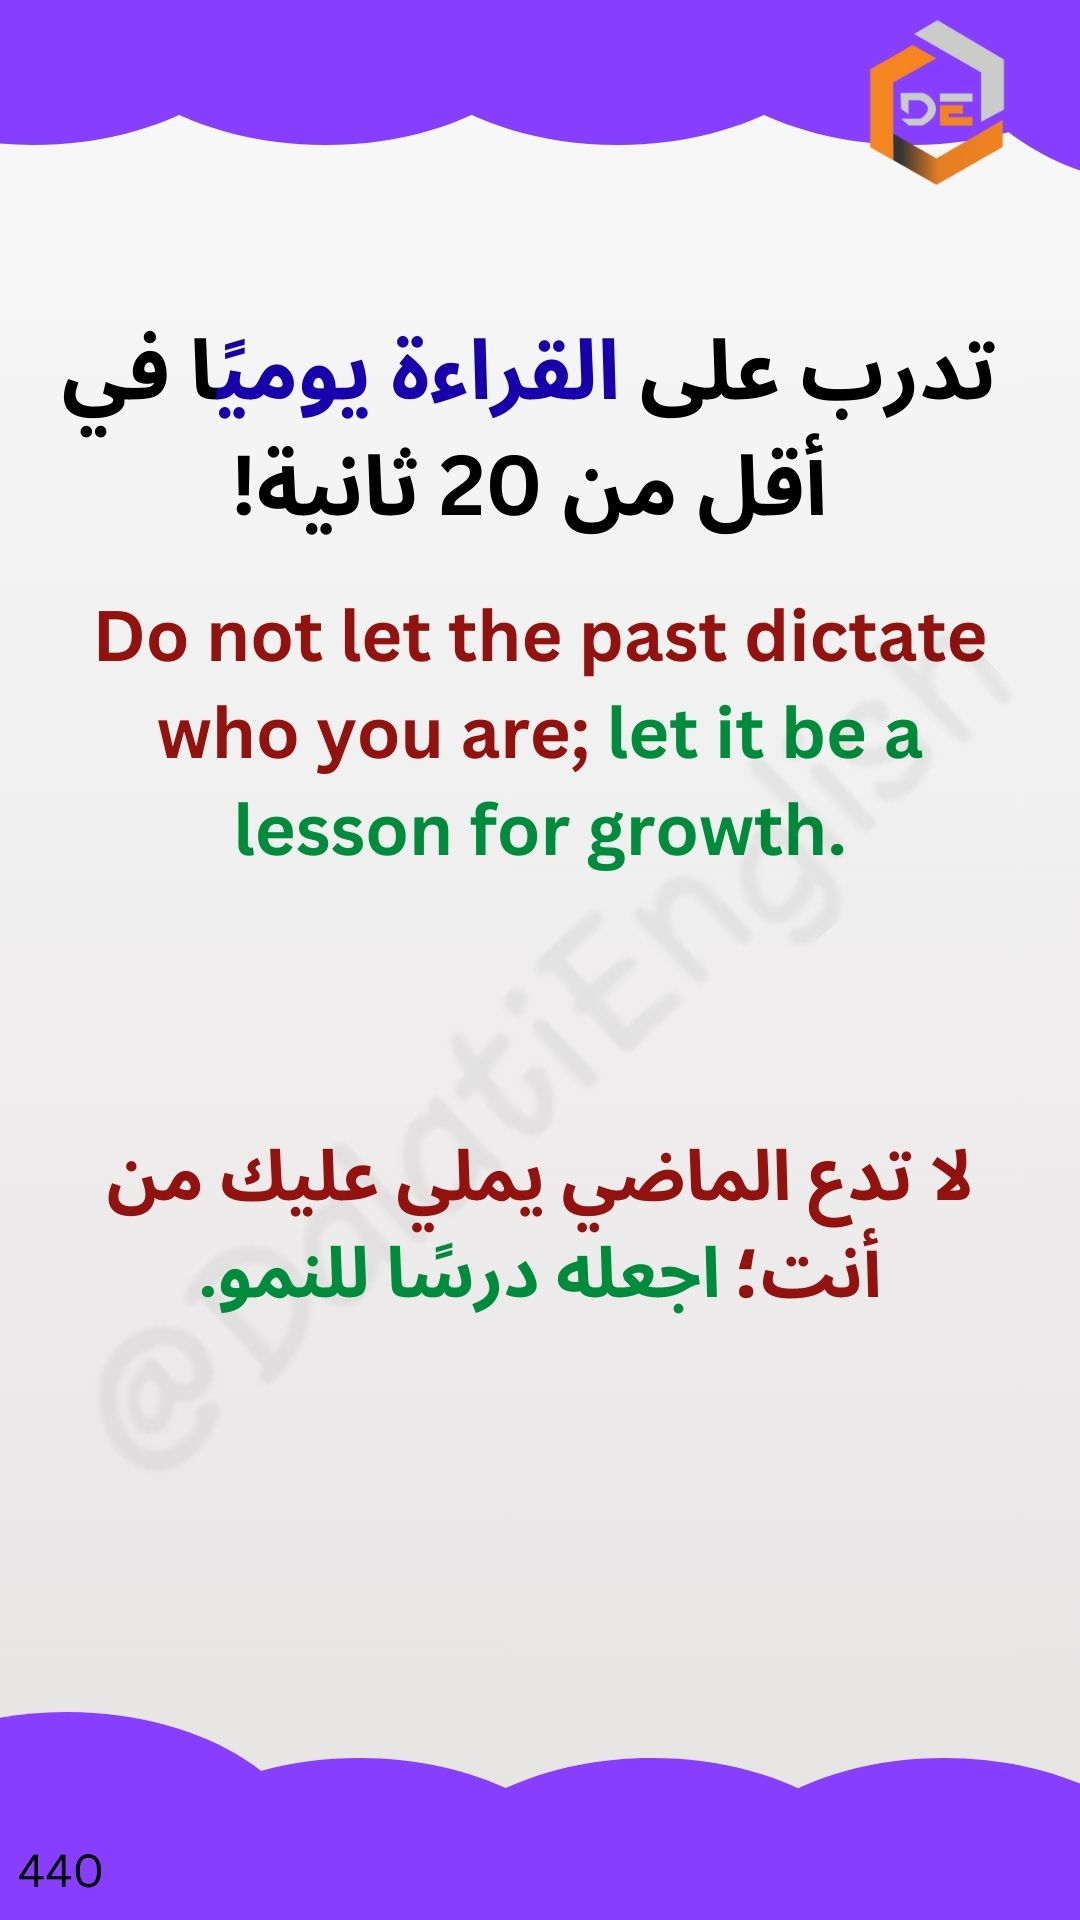 DE
تدرب على القراءة يوميًا في
أقل من 20 ثانية!
Do not let the past dictate
who you are; let it be a
lesson for growth.
لا تدع الماضي يملي عليك من
أنت؛ اجعله درسًا للنمو.
@DdatiEnglish
440